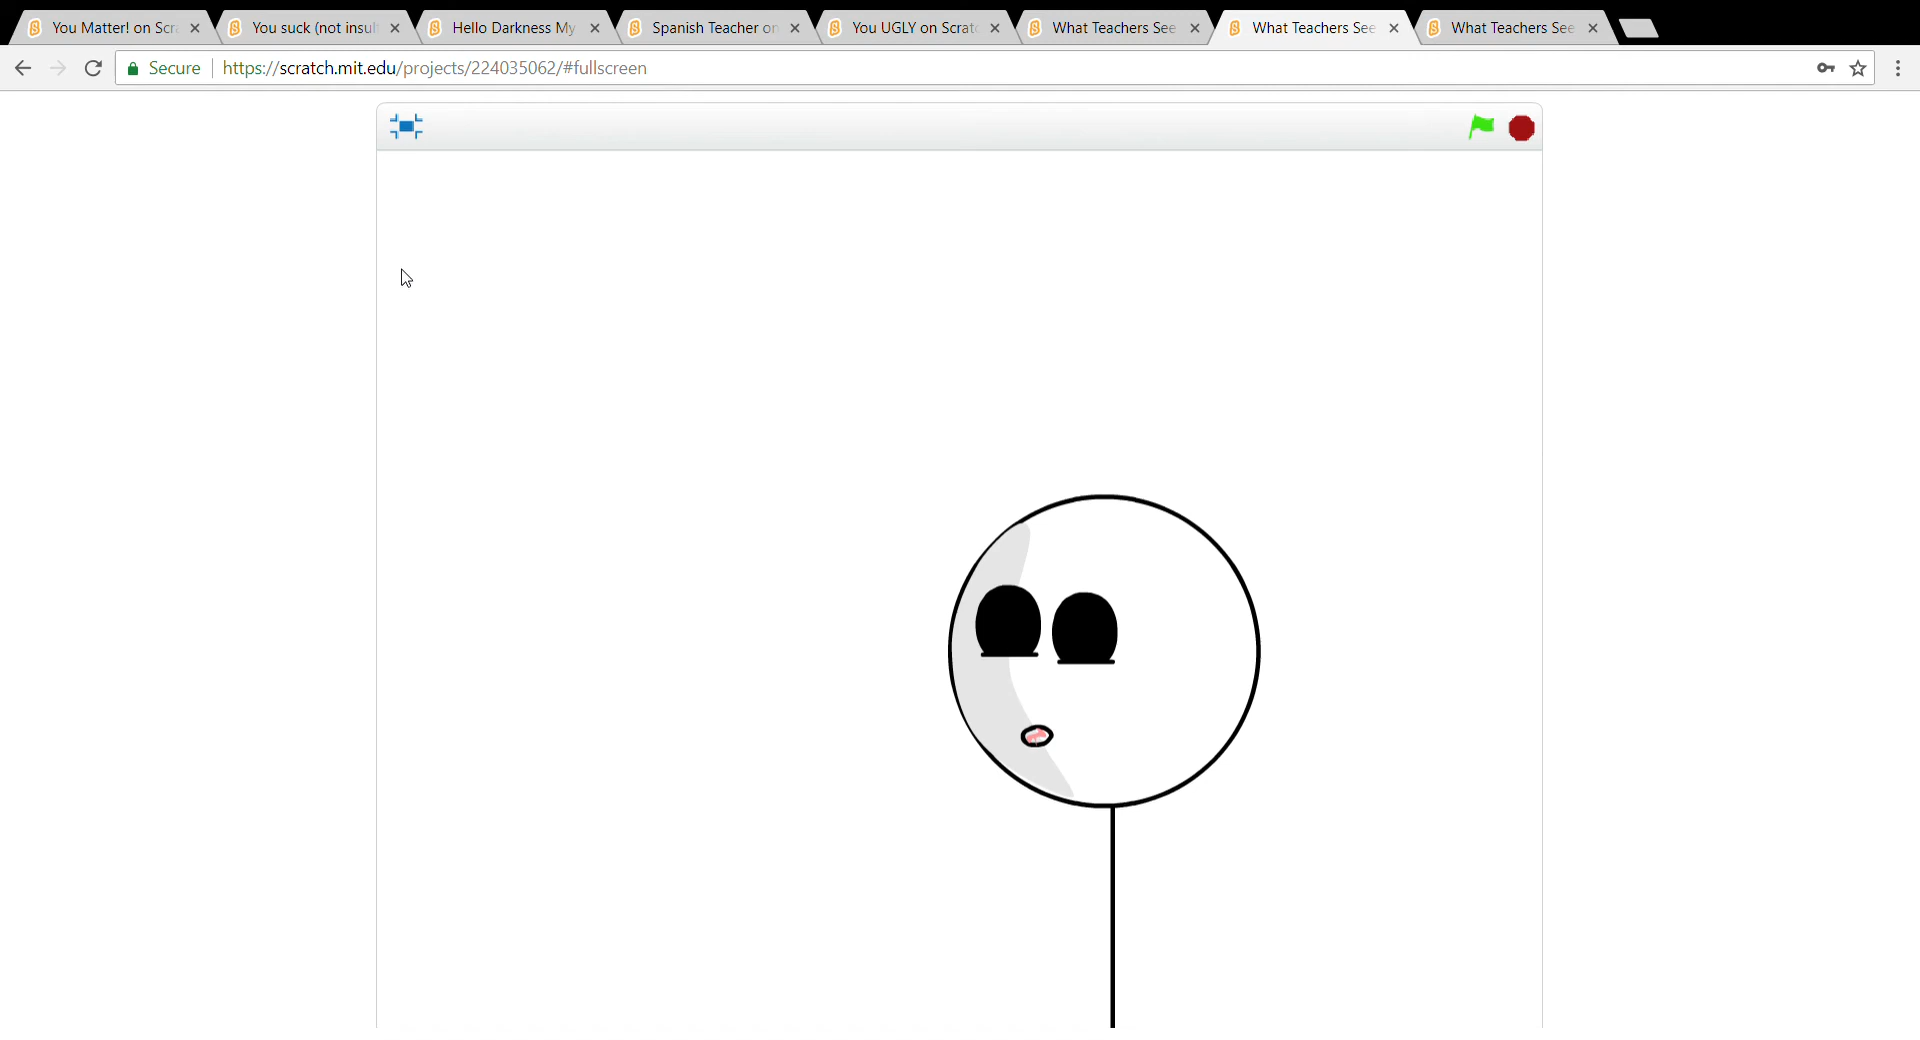 You Matter! on Scr
You suck (not insul
Hello Darkness My
Spanish Teacher on
You UGLY on Scratc
What Teachers See
What Teachers See
What Teachers See
Secure
https://scratch.mit.edu/projects/224035062/#fullscreen